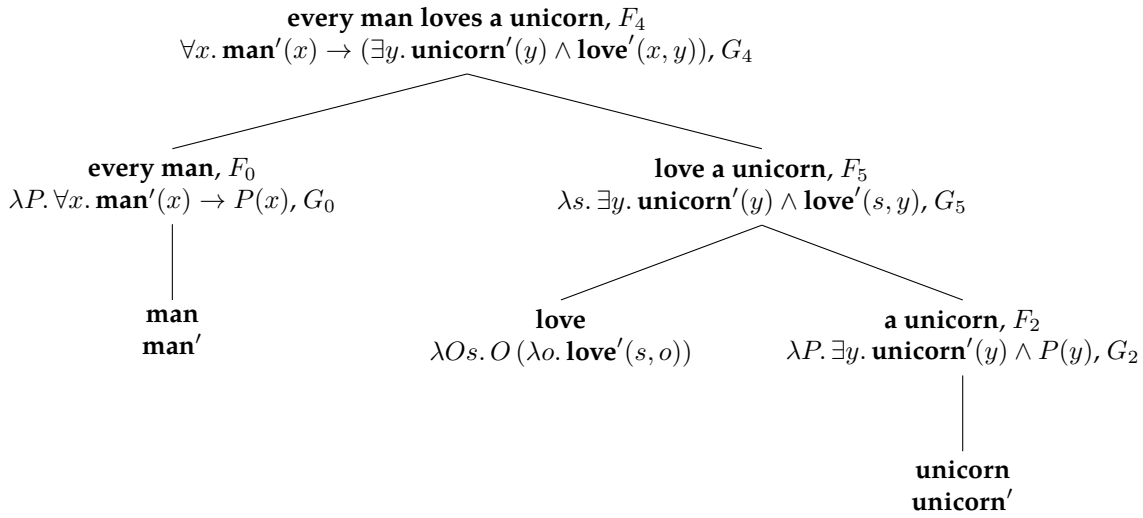 every man loves a unicorn, F₄
∀x. man′(x) → (∃y. unicorn′(y) ∧ love′(x, y)), G₄
every man, F₀
λP. ∀x. man′(x) → P(x), G₀
love a unicorn, F₅
λs. ∃y. unicorn′(y) ∧ love′(s, y), G₅
man
man′
love
λOs. O (λo. love′(s, o))
a unicorn, F₂
λP. ∃y. unicorn′(y) ∧ P(y), G₂
unicorn
unicorn′